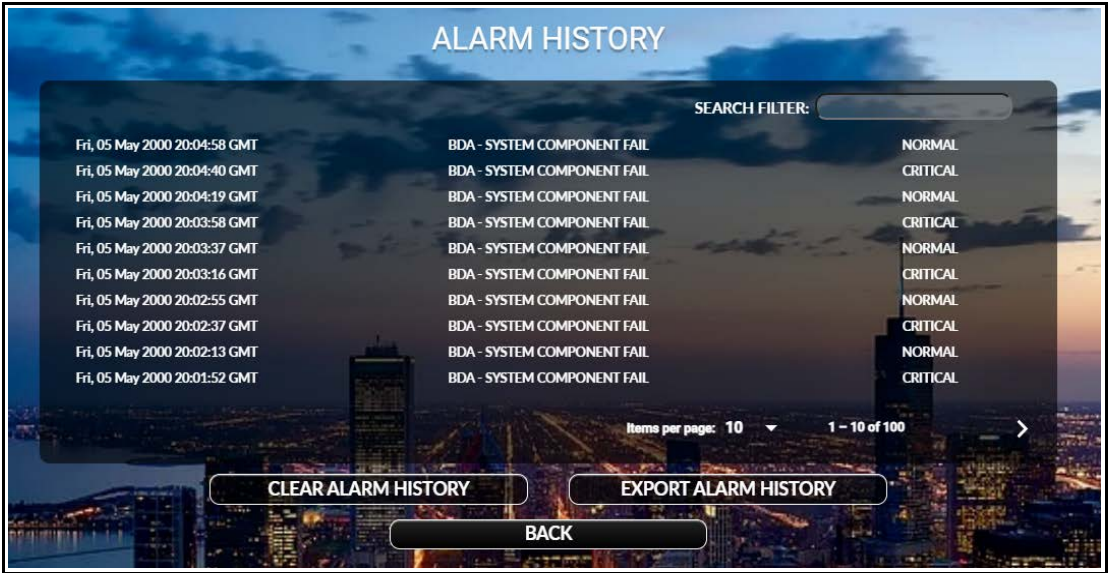 ALARM HISTORY
SEARCH FILTER:
Fri, 05 May 2000 20:04:58 GMT BDA - SYSTEM COMPONENT FAIL NORMAL
Fri, 05 May 2000 20:04:40 GMT BDA - SYSTEM COMPONENT FAIL CRITICAL
Fri, 05 May 2000 20:04:19 GMT BDA - SYSTEM COMPONENT FAIL NORMAL
Fri, 05 May 2000 20:03:58 GMT BDA - SYSTEM COMPONENT FAIL CRITICAL
Fri, 05 May 2000 20:03:37 GMT BDA - SYSTEM COMPONENT FAIL NORMAL
Fri, 05 May 2000 20:03:16 GMT BDA - SYSTEM COMPONENT FAIL CRITICAL
Fri, 05 May 2000 20:02:55 GMT BDA - SYSTEM COMPONENT FAIL NORMAL
Fri, 05 May 2000 20:02:37 GMT BDA - SYSTEM COMPONENT FAIL CRITICAL
Fri, 05 May 2000 20:02:13 GMT BDA - SYSTEM COMPONENT FAIL NORMAL
Fri, 05 May 2000 20:01:52 GMT BDA - SYSTEM COMPONENT FAIL CRITICAL
Items per page: 10 1 – 10 of 100
CLEAR ALARM HISTORY EXPORT ALARM HISTORY
BACK